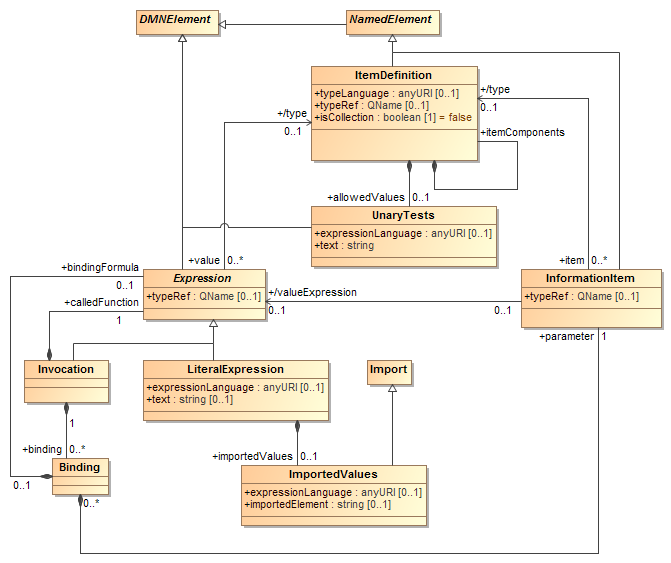 DMNElement
NamedElement
ItemDefinition
+typeLanguage : anyURI [0..1]
+typeRef : QName [0..1]
+isCollection : boolean [1] = false
+/type
0..1
+/type
0..1
+itemComponents
+allowedValues
0..1
UnaryTests
+expressionLanguage : anyURI [0..1]
+text : string
+value
0..*
+item
0..*
+bindingFormula
0..1
Expression
+typeRef : QName [0..1]
InformationItem
+typeRef : QName [0..1]
+calledFunction
1
+/valueExpression
0..1
0..1
+parameter
1
Invocation
LiteralExpression
+expressionLanguage : anyURI [0..1]
+text : string [0..1]
Import
1
+binding
0..*
+importedValues
0..1
Binding
0..1
0..*
ImportedValues
+expressionLanguage : anyURI [0..1]
+importedElement : string [0..1]